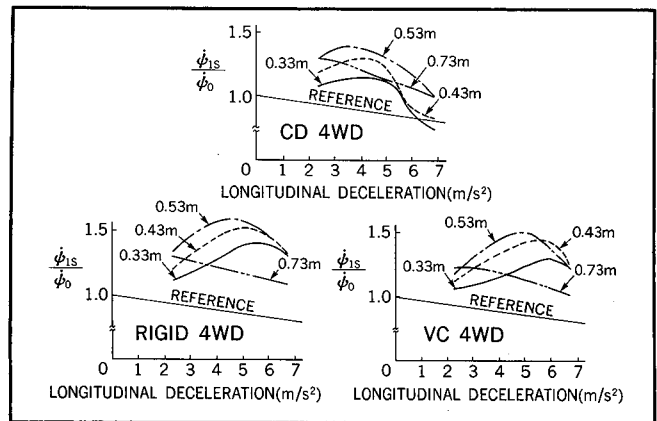 1.5
0.53m
ψ̇1S
ψ̇0
0.33m
0.73m
1.0
REFERENCE
0.43m
CD 4WD
0 1 2 3 4 5 6 7
LONGITUDINAL DECELERATION(m/s²)
0.53m
0.43m
1.5
ψ̇1S
ψ̇0
0.33m
0.73m
1.0
REFERENCE
RIGID 4WD
0 1 2 3 4 5 6 7
LONGITUDINAL DECELERATION(m/s²)
0.53m
0.43m
1.5
ψ̇1S
ψ̇0
0.33m
0.73m
1.0
REFERENCE
VC 4WD
0 1 2 3 4 5 6 7
LONGITUDINAL DECELERATION(m/s²)